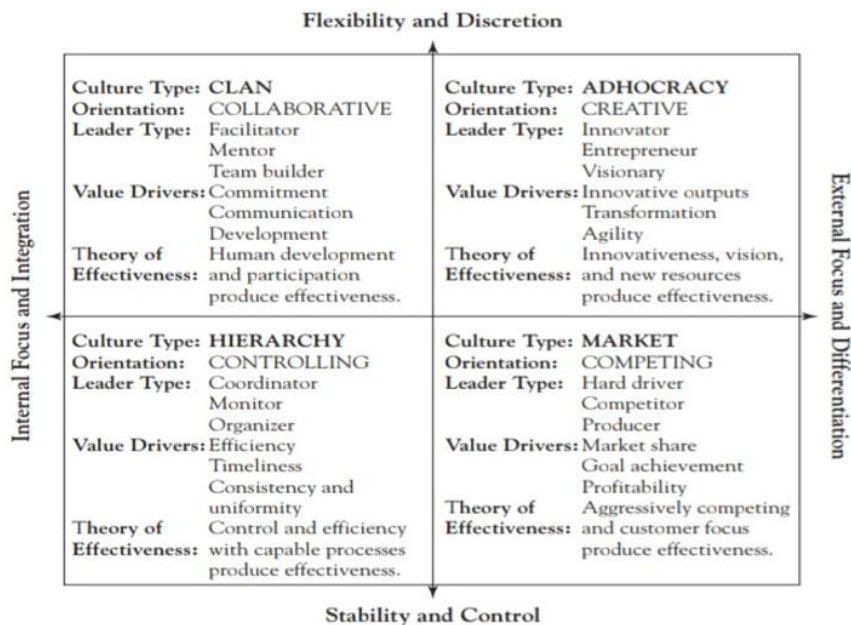 Flexibility and Discretion
Internal Focus and Integration
Culture Type: CLAN
Orientation: COLLABORATIVE
Leader Type: Facilitator
Mentor
Team builder
Value Drivers: Commitment
Communication
Development
Theory of Human development
Effectiveness: and participation
produce effectiveness.
Culture Type: ADHOCRACY
Orientation: CREATIVE
Leader Type: Innovator
Entrepreneur
Visionary
Value Drivers: Innovative outputs
Transformation
Agility
Theory of Innovativeness, vision,
Effectiveness: and new resources
produce effectiveness.
Culture Type: HIERARCHY
Orientation: CONTROLLING
Leader Type: Coordinator
Monitor
Organizer
Value Drivers: Efficiency
Timeliness
Consistency and
uniformity
Theory of Control and efficiency
Effectiveness: with capable processes
produce effectiveness.
Culture Type: MARKET
Orientation: COMPETING
Leader Type: Hard driver
Competitor
Producer
Value Drivers: Market share
Goal achievement
Profitability
Theory of Aggressively competing
Effectiveness: and customer focus
produce effectiveness.
External Focus and Differentiation
Stability and Control